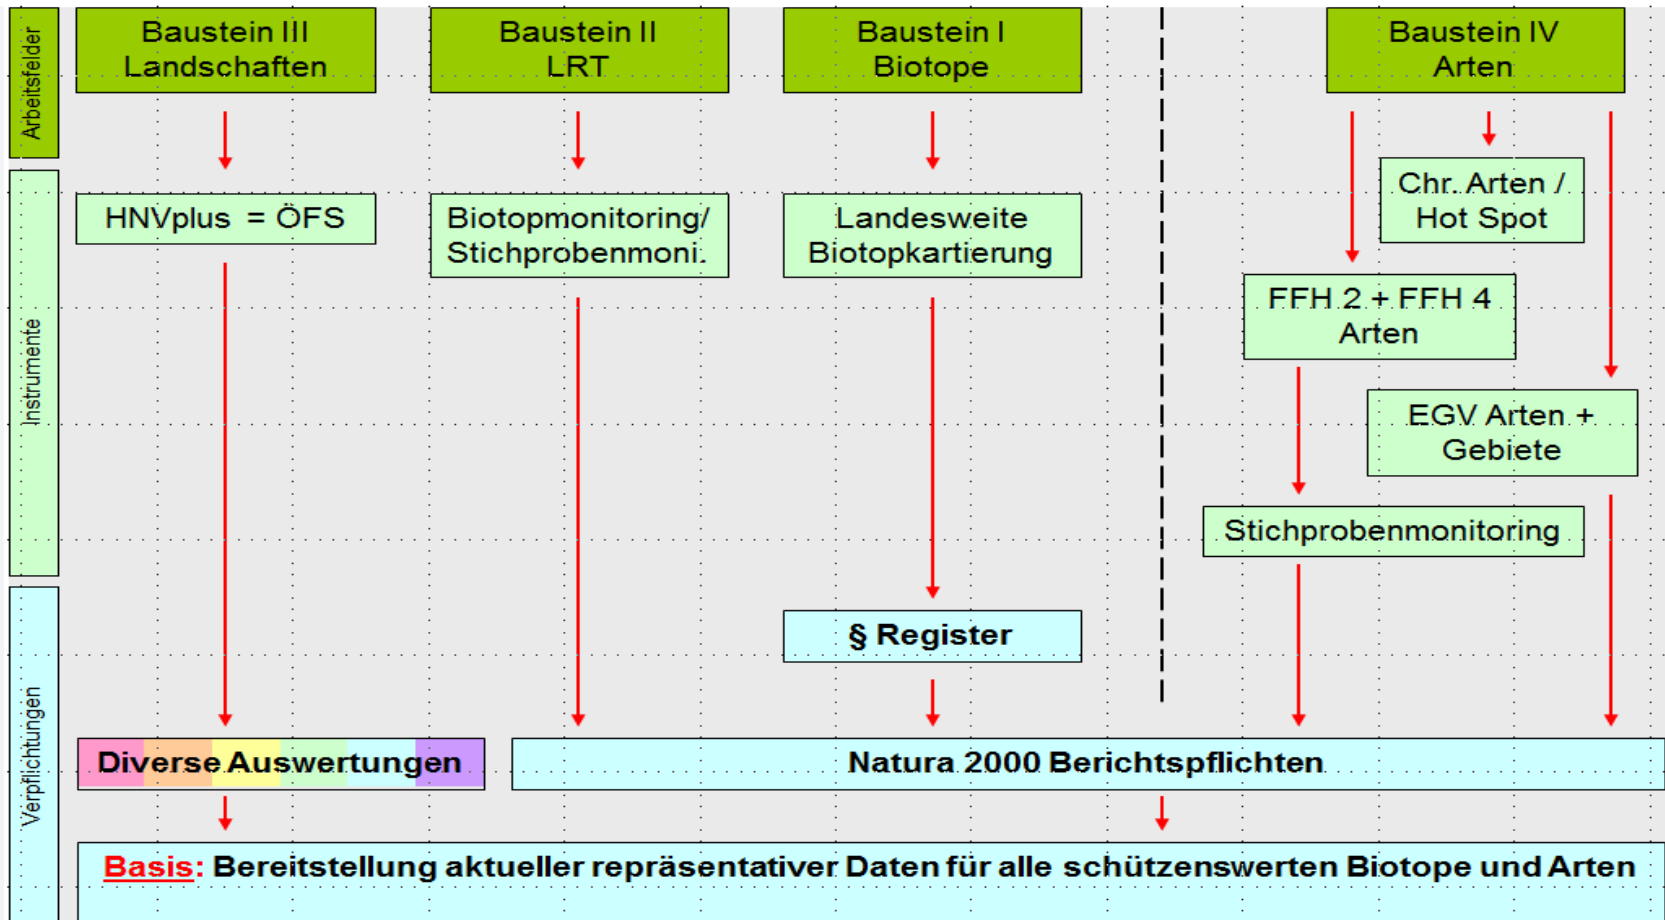 Arbeitsfelder
Baustein III
Landschaften
Baustein II
LRT
Baustein I
Biotope
Baustein IV
Arten
Instrumente
HNVplus = ÖFS
Biotopmonitoring/
Stichprobenmoni.
Landesweite
Biotopkartierung
Chr. Arten /
Hot Spot
FFH 2 + FFH 4
Arten
EGV Arten +
Gebiete
Stichprobenmonitoring
Verpflichtungen
§ Register
Diverse Auswertungen
Natura 2000 Berichtspflichten
Basis: Bereitstellung aktueller repräsentativer Daten für alle schützenswerten Biotope und Arten